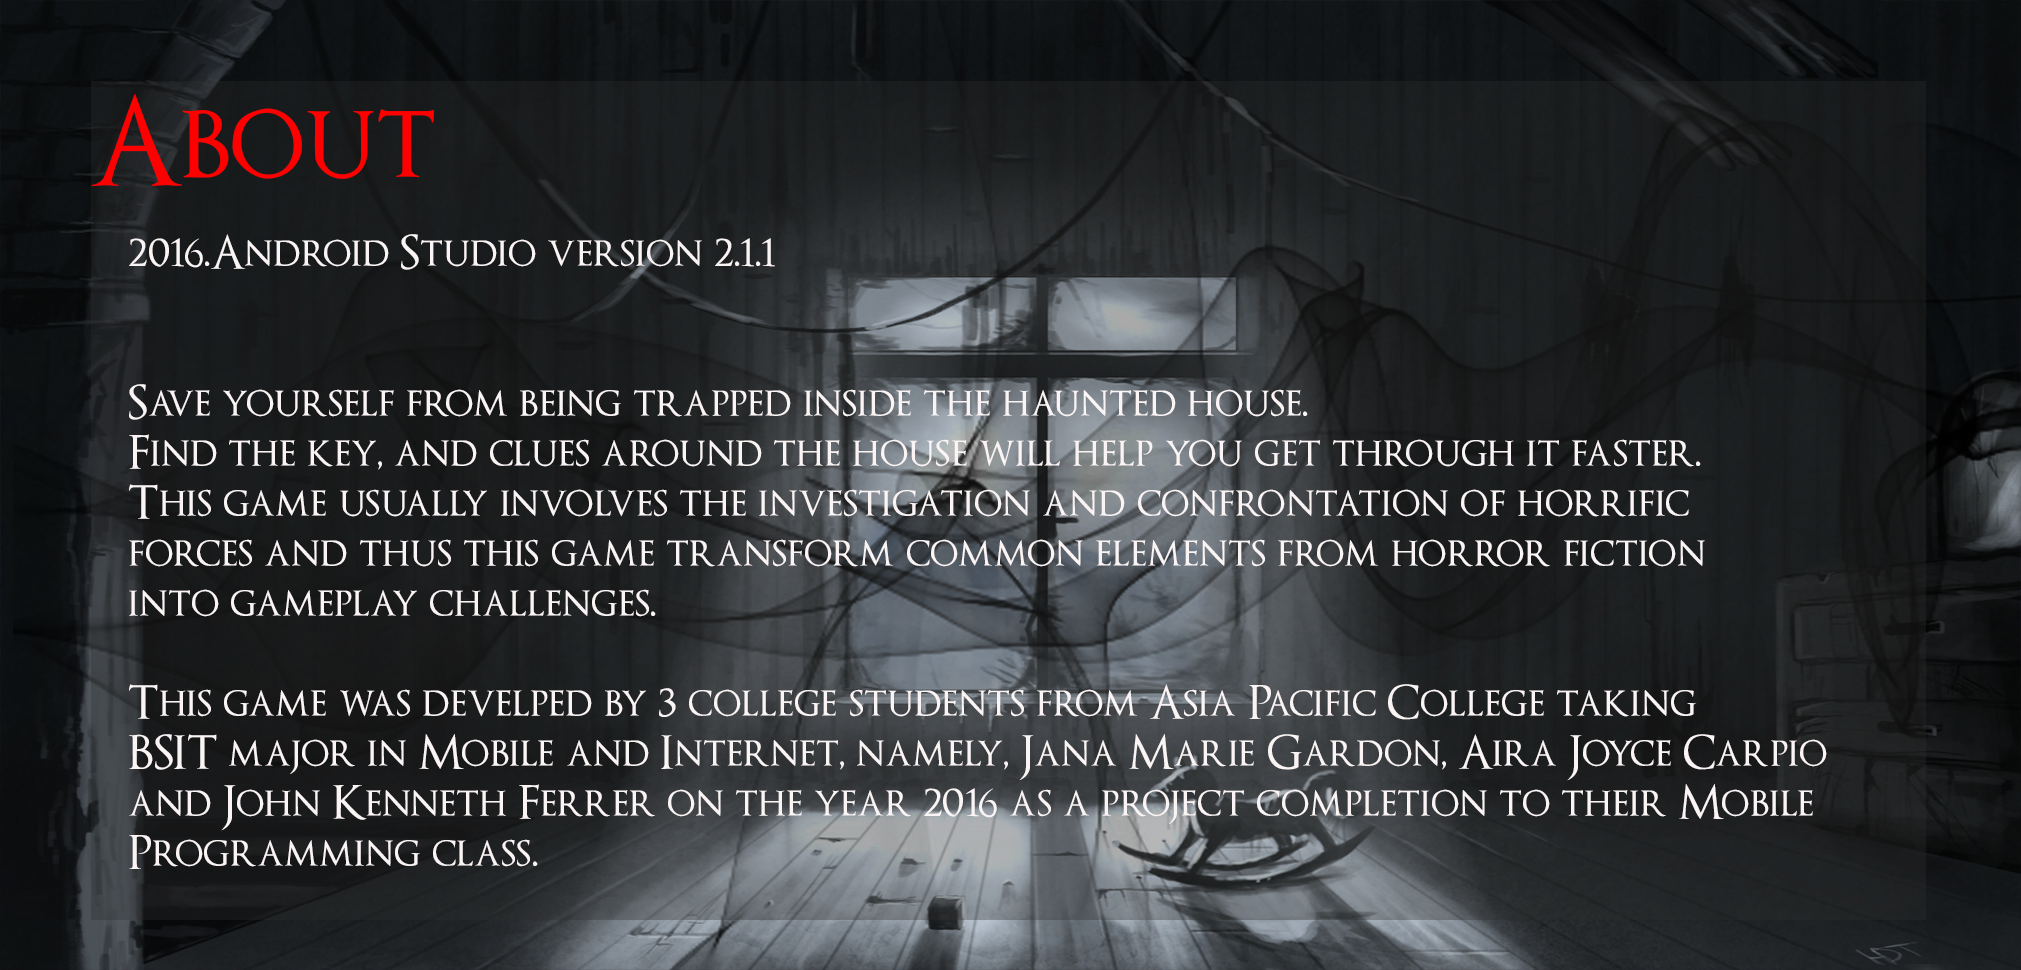 About
2016.Android Studio version 2.1.1
Save yourself from being trapped inside the haunted house.
Find the key, and clues around the house will help you get through it faster.
This game usually involves the investigation and confrontation of horrific
forces and thus this game transform common elements from horror fiction
into gameplay challenges.
This game was develped by 3 college students from Asia Pacific College taking
BSIT major in Mobile and Internet, namely, Jana Marie Gardon, Aira Joyce Carpio
and John Kenneth Ferrer on the year 2016 as a project completion to their Mobile
Programming class.